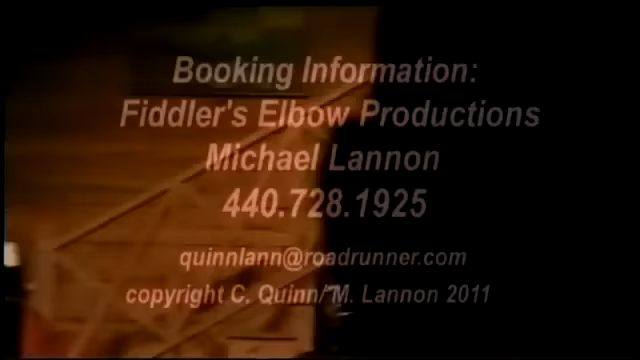 Booking Information:
Fiddler's Elbow Productions
Michael Lannon
440.728.1925
quinnlann@roadrunner.com
copyright C. Quinn/ M. Lannon 2011